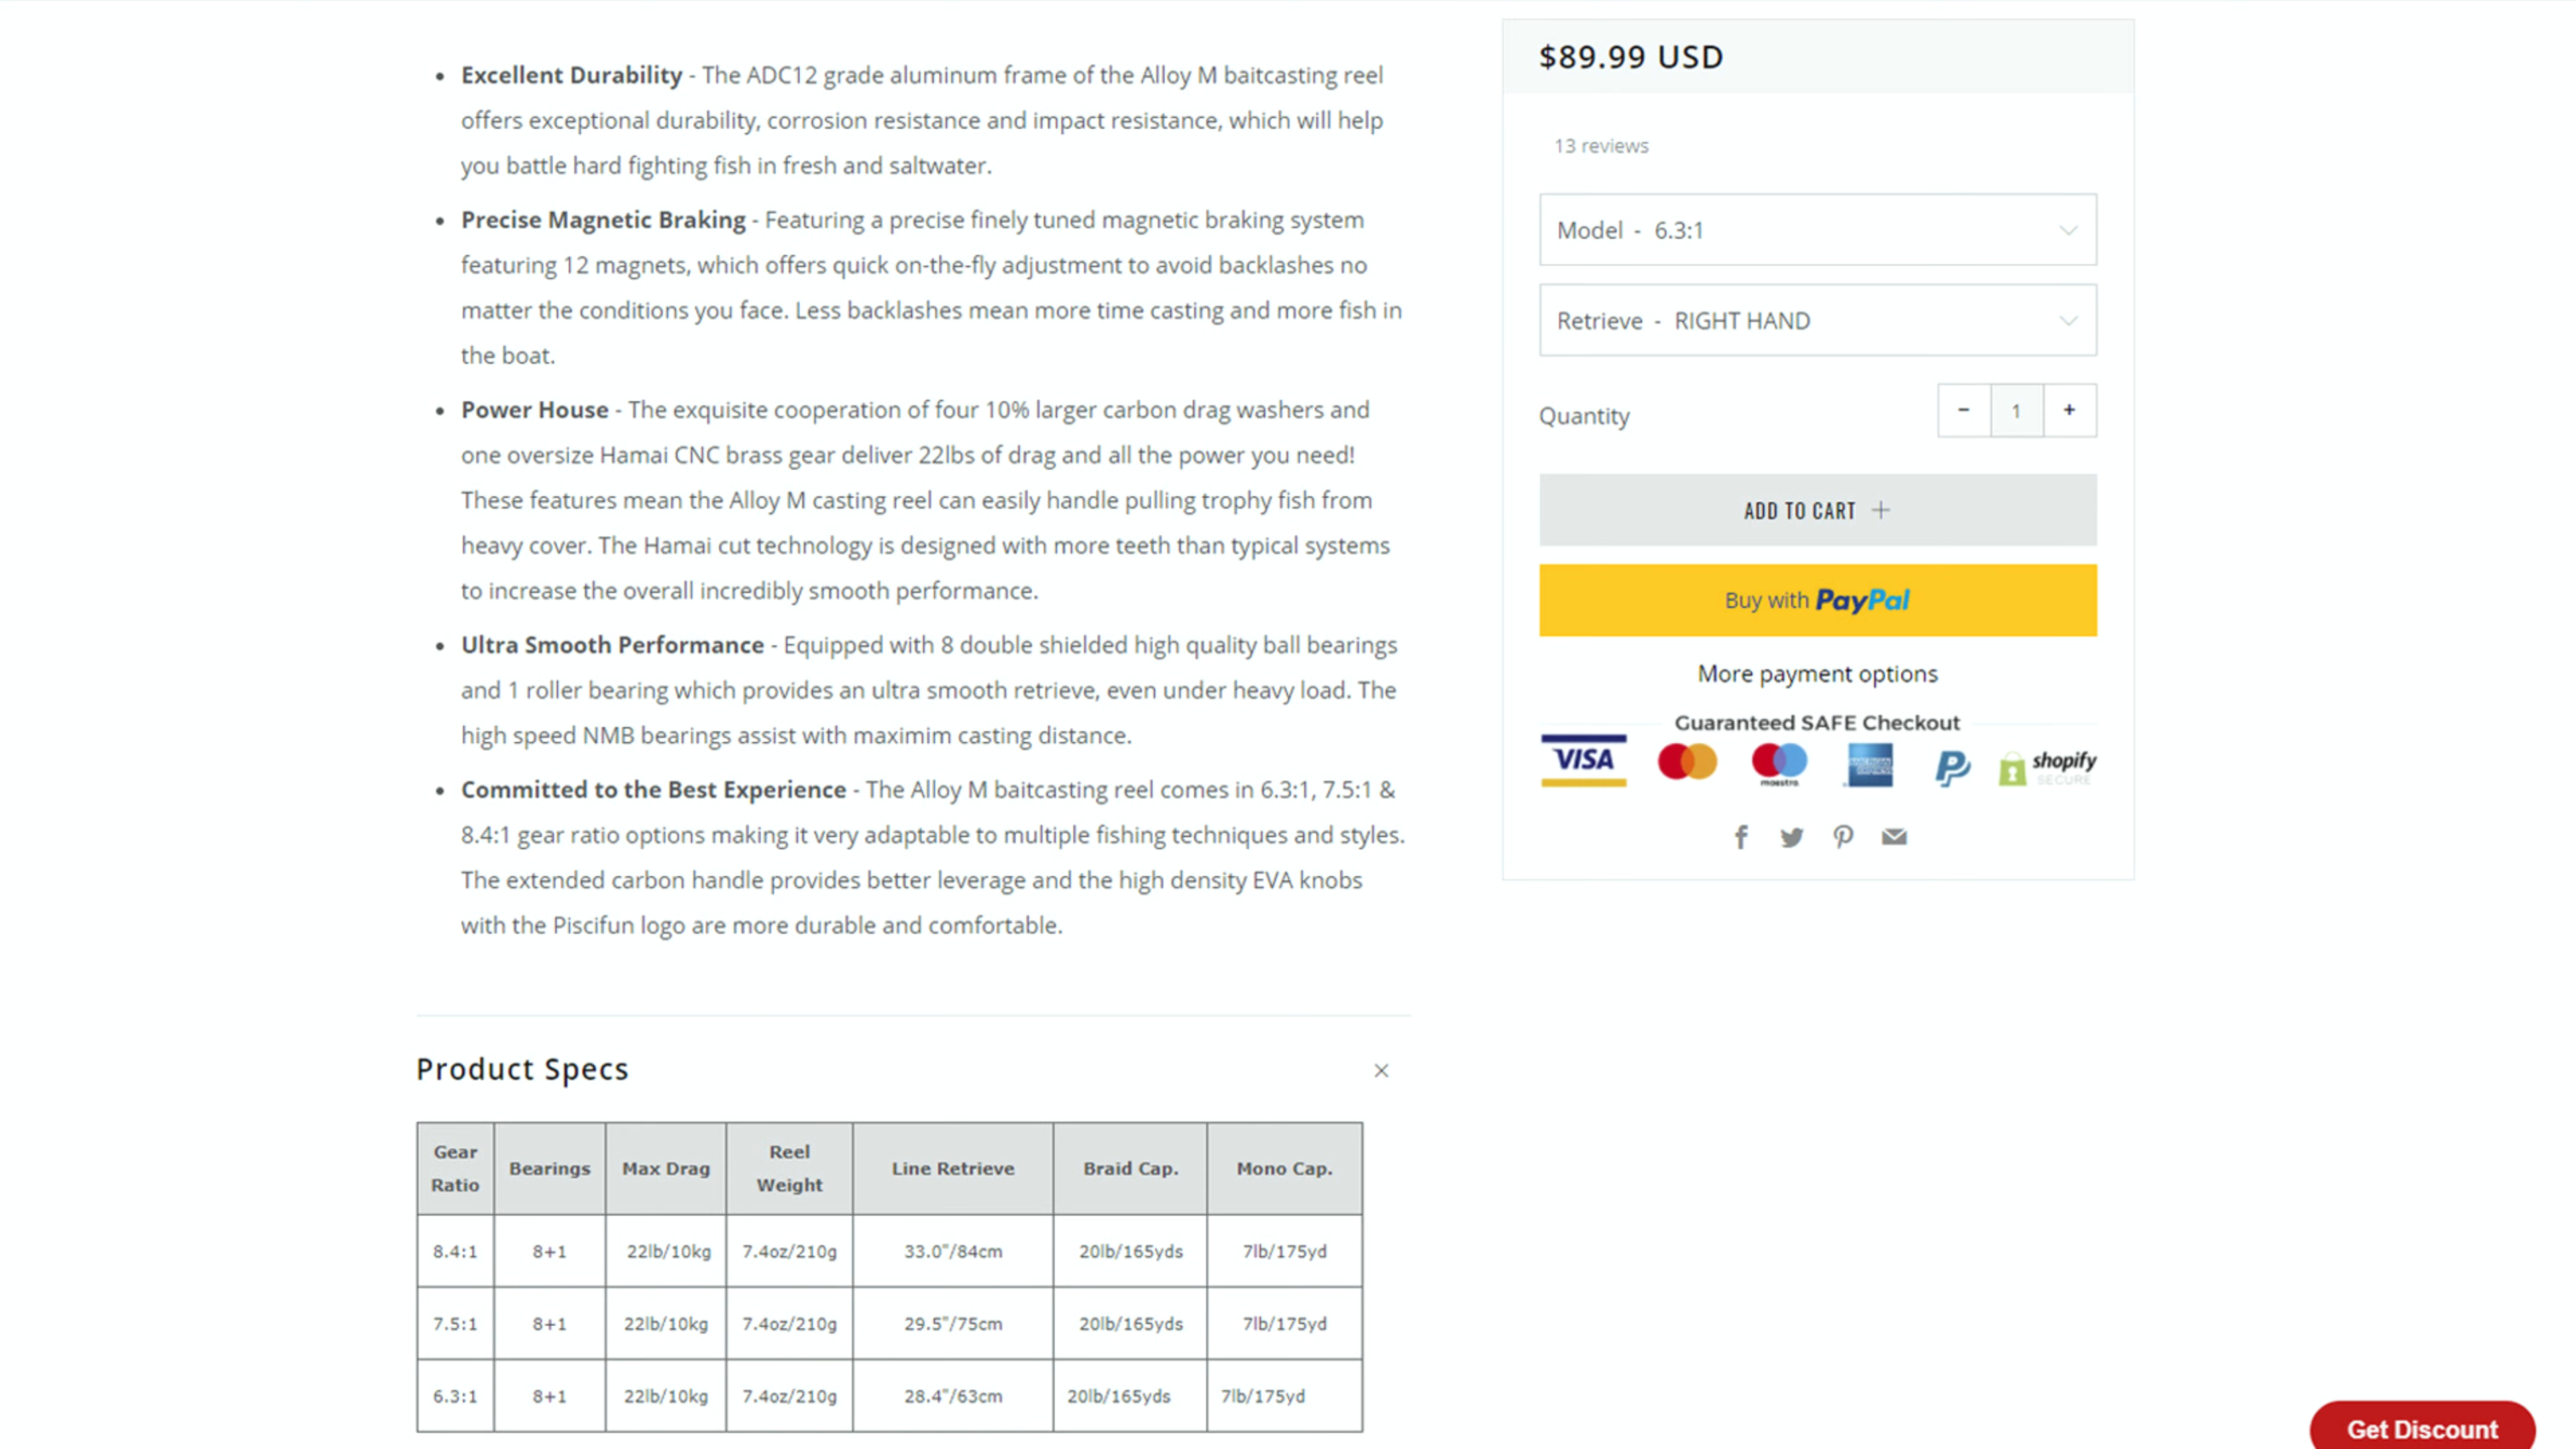 Excellent Durability - The ADC12 grade aluminum frame of the Alloy M baitcasting reel
offers exceptional durability, corrosion resistance and impact resistance, which will help
you battle hard fighting fish in fresh and saltwater.
Precise Magnetic Braking - Featuring a precise finely tuned magnetic braking system
featuring 12 magnets, which offers quick on-the-fly adjustment to avoid backlashes no
matter the conditions you face. Less backlashes mean more time casting and more fish in
the boat.
Power House - The exquisite cooperation of four 10% larger carbon drag washers and
one oversize Hamai CNC brass gear deliver 22lbs of drag and all the power you need!
These features mean the Alloy M casting reel can easily handle pulling trophy fish from
heavy cover. The Hamai cut technology is designed with more teeth than typical systems
to increase the overall incredibly smooth performance.
Ultra Smooth Performance - Equipped with 8 double shielded high quality ball bearings
and 1 roller bearing which provides an ultra smooth retrieve, even under heavy load. The
high speed NMB bearings assist with maximim casting distance.
Committed to the Best Experience - The Alloy M baitcasting reel comes in 6.3:1, 7.5:1 &
8.4:1 gear ratio options making it very adaptable to multiple fishing techniques and styles.
The extended carbon handle provides better leverage and the high density EVA knobs
with the Piscifun logo are more durable and comfortable.
$89.99 USD
13 reviews
Model - 6.3:1
Retrieve - RIGHT HAND
Quantity - 1 +
ADD TO CART +
Buy with PayPal
More payment options
Guaranteed SAFE Checkout
VISA maestro AMERICAN EXPRESS shopify SECURE
Product Specs
Gear Ratio Bearings Max Drag Reel Weight Line Retrieve Braid Cap. Mono Cap.
8.4:1 8+1 22lb/10kg 7.4oz/210g 33.0"/84cm 20lb/165yds 7lb/175yd
7.5:1 8+1 22lb/10kg 7.4oz/210g 29.5"/75cm 20lb/165yds 7lb/175yd
6.3:1 8+1 22lb/10kg 7.4oz/210g 28.4"/63cm 20lb/165yds 7lb/175yd
Get Discount